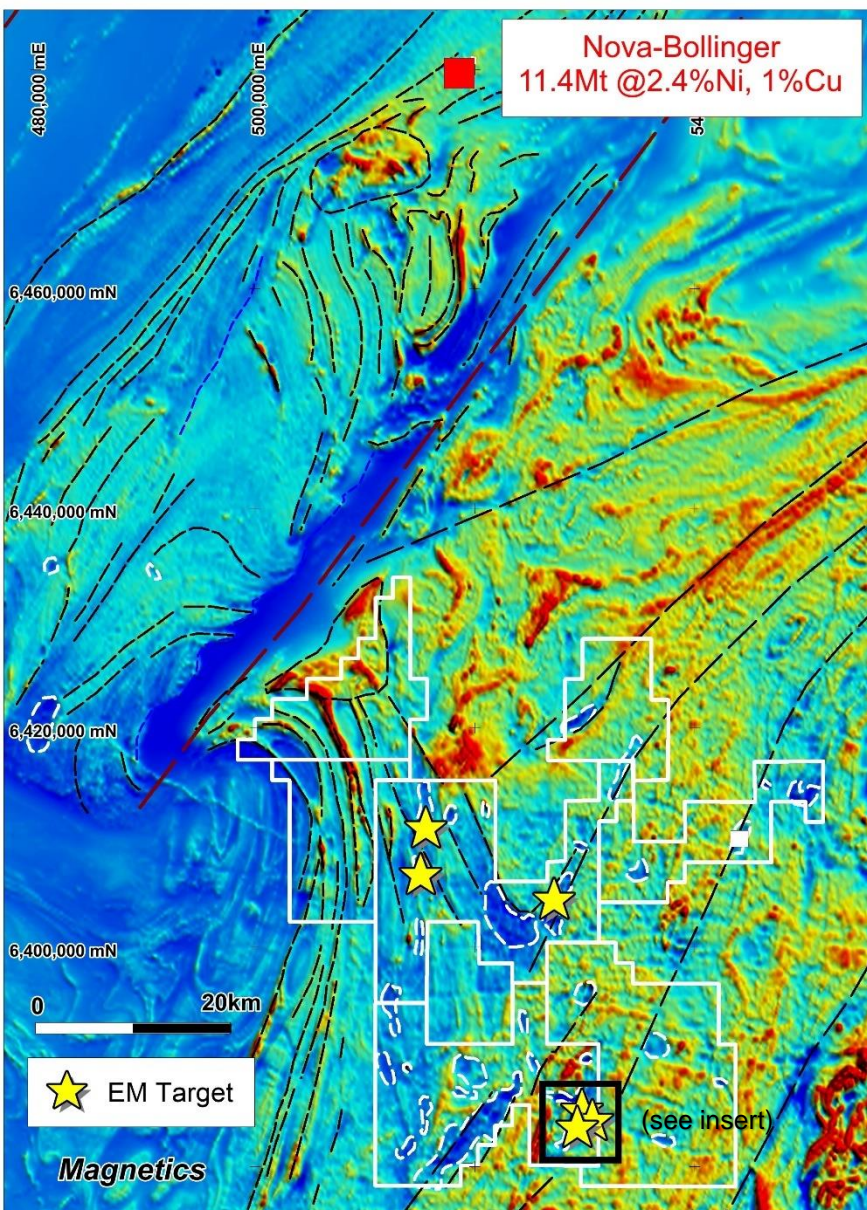 Nova-Bollinger
11.4Mt @2.4%Ni, 1%Cu
480,000 mE
500,000 mE
54
6,460,000 mN
6,440,000 mN
6,420,000 mN
6,400,000 mN
0 20km
EM Target
(see insert)
Magnetics